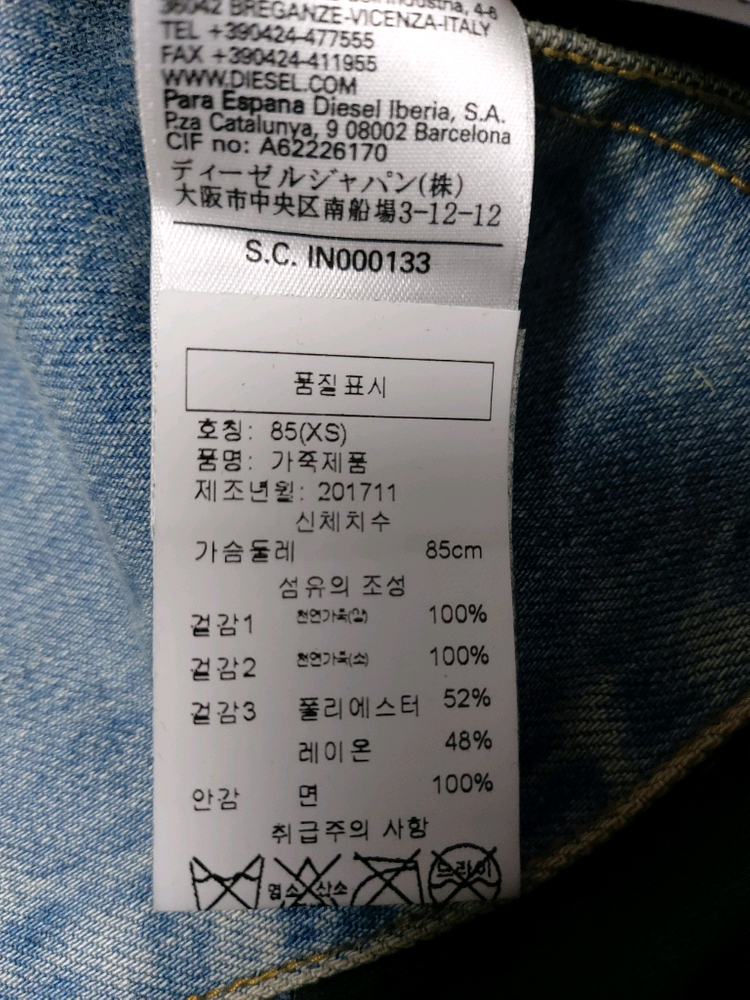 dell'Industria, 4-6
36042 BREGANZE-VICENZA-ITALY
TEL +390424-477555
FAX +390424-411955
WWW.DIESEL.COM
Para Espana Diesel Iberia, S.A.
P.za Catalunya, 9 08002 Barcelona
CIF no: A62226170
ディーゼルジャパン(株)
大阪市中央区南船場3-12-12
S.C. IN000133
품질표시
호칭: 85(XS)
품명: 가죽제품
제조년월: 201711
신체치수
가슴둘레 85cm
섬유의 조성
겉감1 천연가죽(양) 100%
겉감2 천연가죽(소) 100%
겉감3 폴리에스터 52%
레이온 48%
안감 면 100%
취급주의 사항
염소 산소 드라이